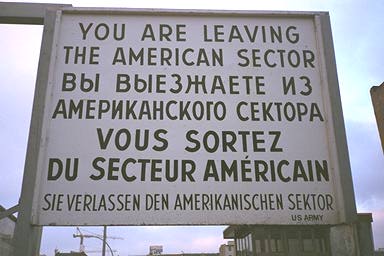 YOU ARE LEAVING
THE AMERICAN SECTOR
ВЫ ВЫЕЗЖАЕТЕ ИЗ
АМЕРИКАНСКОГО СЕКТОРА
VOUS SORTEZ
DU SECTEUR AMÉRICAIN
SIE VERLASSEN DEN AMERIKANISCHEN SEKTOR
US ARMY